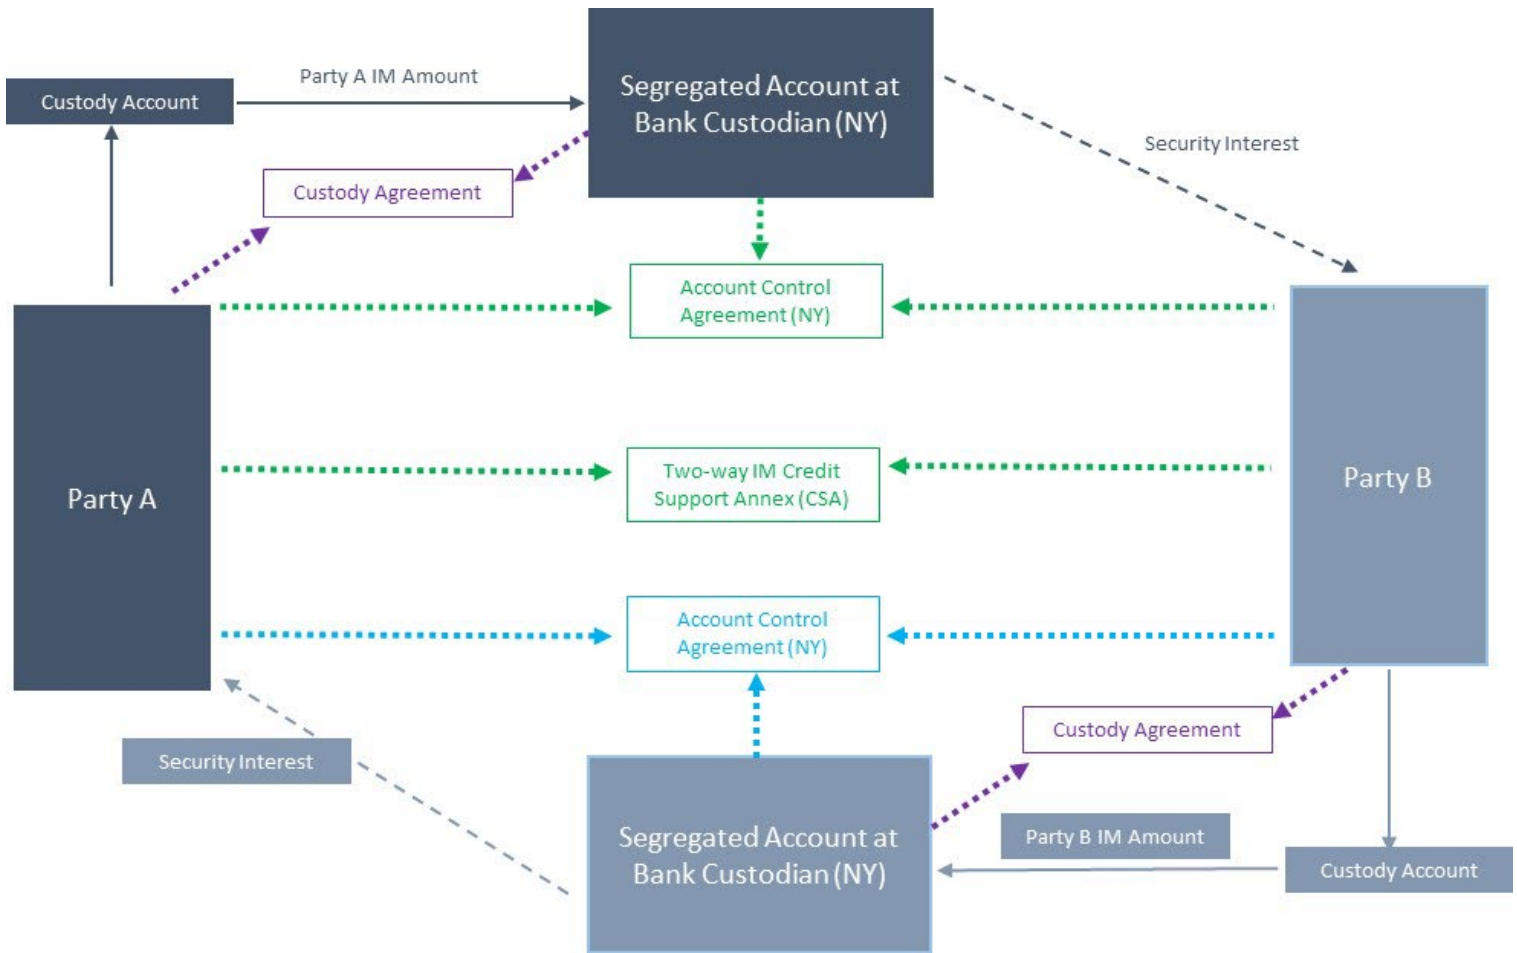 Party A IM Amount
Custody Account
Segregated Account at
Bank Custodian (NY)
Security Interest
Custody Agreement
Account Control
Agreement (NY)
Party A
Two-way IM Credit
Support Annex (CSA)
Party B
Account Control
Agreement (NY)
Custody Agreement
Security Interest
Segregated Account at
Bank Custodian (NY)
Party B IM Amount
Custody Account